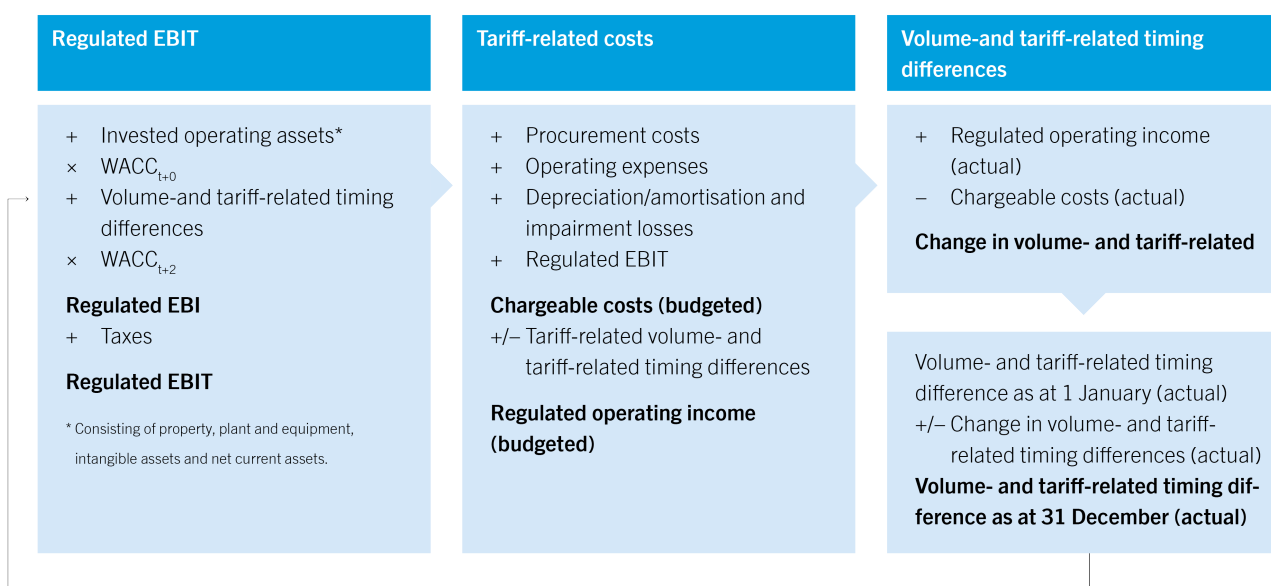 Regulated EBIT
+ Invested operating assets*
× WACC t+0
+ Volume-and tariff-related timing
differences
× WACC t+2
Regulated EBI
+ Taxes
Regulated EBIT
* Consisting of property, plant and equipment,
intangible assets and net current assets.
Tariff-related costs
+ Procurement costs
+ Operating expenses
+ Depreciation/amortisation and
impairment losses
+ Regulated EBIT
Chargeable costs (budgeted)
+/– Tariff-related volume- and
tariff-related timing differences
Regulated operating income
(budgeted)
Volume-and tariff-related timing
differences
+ Regulated operating income
(actual)
– Chargeable costs (actual)
Change in volume- and tariff-related
Volume- and tariff-related timing
difference as at 1 January (actual)
+/– Change in volume- and tariff-
related timing differences (actual)
Volume- and tariff-related timing dif-
ference as at 31 December (actual)